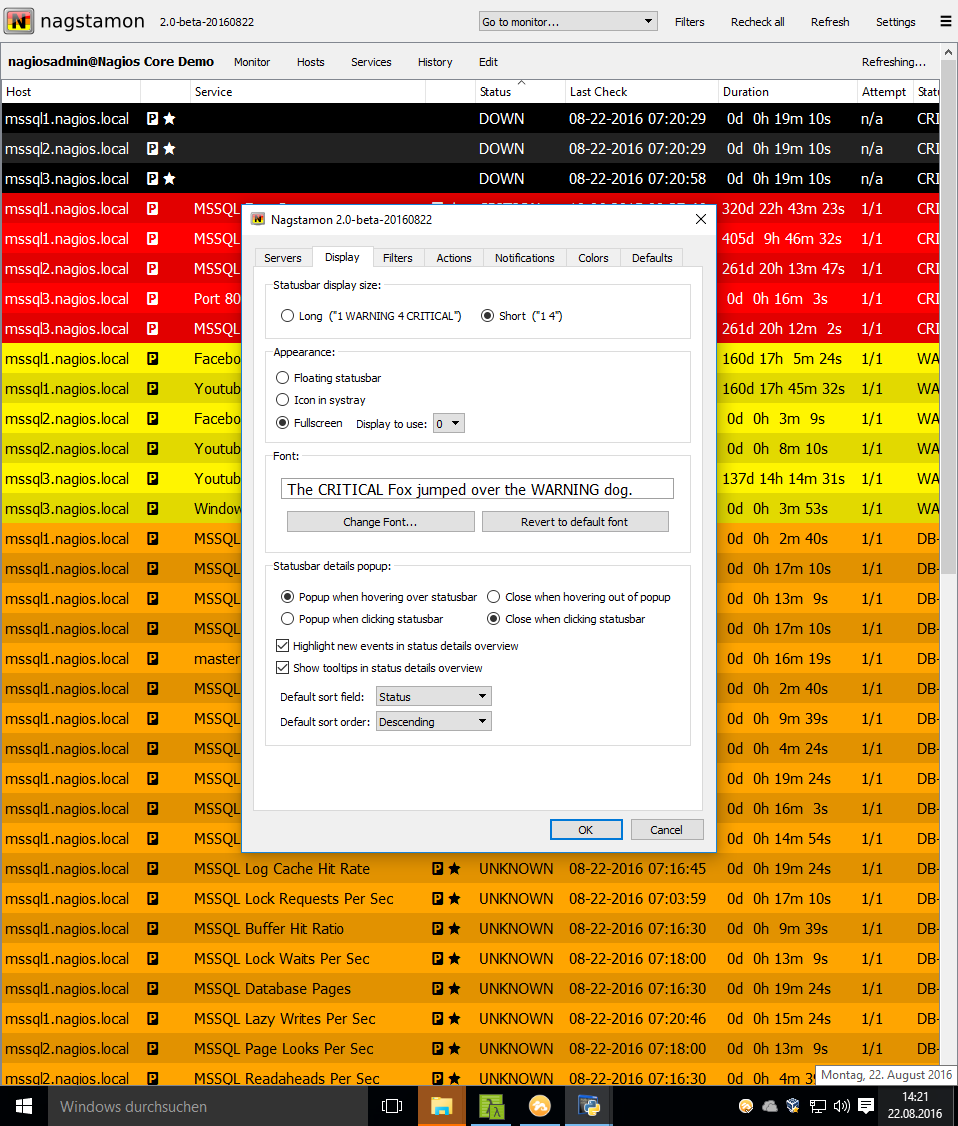 nagstamon 2.0-beta-20160822 Go to monitor... Filters Recheck all Refresh Settings
nagiosadmin@Nagios Core Demo Monitor Hosts Services History Edit Refreshing...
Host Service Status Last Check Duration Attempt
mssql1.nagios.local P DOWN 08-22-2016 07:20:29 0d 0h 19m 10s n/a CRI
mssql2.nagios.local P DOWN 08-22-2016 07:20:29 0d 0h 19m 10s n/a CRI
mssql3.nagios.local P DOWN 08-22-2016 07:20:58 0d 0h 19m 10s n/a CRI
mssql1.nagios.local P MSSQL 320d 22h 43m 23s 1/1 CRI
mssql1.nagios.local P MSSQL 405d 9h 46m 32s 1/1 CRI
mssql2.nagios.local P MSSQL 261d 20h 13m 47s 1/1 CRI
mssql3.nagios.local P Port 80 0d 0h 16m 3s 1/1 CRI
mssql3.nagios.local P MSSQL 261d 20h 12m 2s 1/1 CRI
mssql1.nagios.local P Facebo 160d 17h 5m 24s 1/1 WA
mssql1.nagios.local P Youtub 160d 17h 45m 32s 1/1 WA
mssql2.nagios.local P Facebo 0d 0h 3m 9s 1/1 WA
mssql2.nagios.local P Youtub 0d 0h 8m 10s 1/1 WA
mssql3.nagios.local P Youtub 137d 14h 14m 31s 1/1 WA
mssql3.nagios.local P Window 0d 0h 3m 53s 1/1 WA
mssql1.nagios.local P MSSQL 0d 0h 2m 40s 1/1 DB-
mssql1.nagios.local P MSSQL 0d 0h 17m 10s 1/1 DB-
mssql1.nagios.local P MSSQL 0d 0h 13m 9s 1/1 DB-
mssql1.nagios.local P MSSQL 0d 0h 17m 10s 1/1 DB-
mssql1.nagios.local P master 0d 0h 16m 19s 1/1 DB-
mssql1.nagios.local P MSSQL 0d 0h 2m 40s 1/1 DB-
mssql1.nagios.local P MSSQL 0d 0h 9m 39s 1/1 DB-
mssql1.nagios.local P MSSQL 0d 0h 4m 24s 1/1 DB-
mssql1.nagios.local P MSSQL 0d 0h 19m 24s 1/1 DB-
mssql1.nagios.local P MSSQL 0d 0h 16m 3s 1/1 DB-
mssql1.nagios.local P MSSQL 0d 0h 14m 54s 1/1 DB-
mssql1.nagios.local P MSSQL Log Cache Hit Rate P UNKNOWN 08-22-2016 07:16:45 0d 0h 19m 24s 1/1 DB-
mssql1.nagios.local P MSSQL Lock Requests Per Sec P UNKNOWN 08-22-2016 07:03:59 0d 0h 17m 10s 1/1 DB-
mssql1.nagios.local P MSSQL Buffer Hit Ratio P UNKNOWN 08-22-2016 07:16:30 0d 0h 9m 39s 1/1 DB-
mssql1.nagios.local P MSSQL Lock Waits Per Sec P UNKNOWN 08-22-2016 07:18:00 0d 0h 13m 9s 1/1 DB-
mssql1.nagios.local P MSSQL Database Pages P UNKNOWN 08-22-2016 07:16:30 0d 0h 19m 24s 1/1 DB-
mssql1.nagios.local P MSSQL Lazy Writes Per Sec P UNKNOWN 08-22-2016 07:20:46 0d 0h 15m 24s 1/1 DB-
mssql2.nagios.local P MSSQL Page Looks Per Sec P UNKNOWN 08-22-2016 07:18:00 0d 0h 13m 9s 1/1 DB-
mssql2.nagios.local P MSSQL Readaheads Per Sec P UNKNOWN 08-22-2016 07:16:30 0d 0h 4m
Nagstamon 2.0-beta-20160822
Servers Display Filters Actions Notifications Colors Defaults
Statusbar display size:
Long ("1 WARNING 4 CRITICAL") Short ("1 4")
Appearance:
Floating statusbar
Icon in systray
Fullscreen Display to use: 0
Font:
The CRITICAL Fox jumped over the WARNING dog.
Change Font... Revert to default font
Statusbar details popup:
Popup when hovering over statusbar Close when hovering out of popup
Popup when clicking statusbar Close when clicking statusbar
Highlight new events in status details overview
Show tooltips in status details overview
Default sort field: Status
Default sort order: Descending
OK Cancel
Montag, 22. August 2016
Windows durchsuchen 14:21
22.08.2016